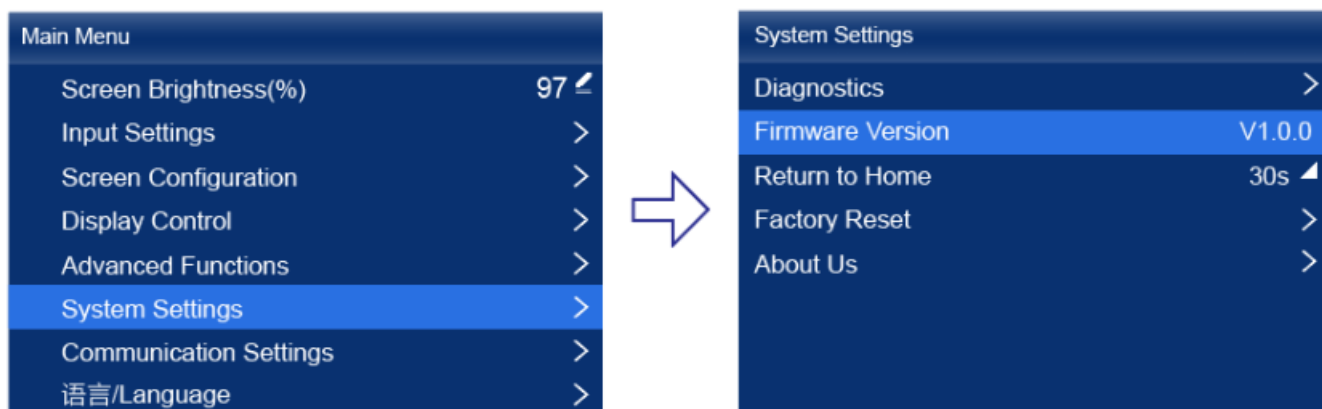 Main Menu
Screen Brightness(%) 97
Input Settings
Screen Configuration
Display Control
Advanced Functions
System Settings
Communication Settings
语言/Language
System Settings
Diagnostics
Firmware Version V1.0.0
Return to Home 30s
Factory Reset
About Us